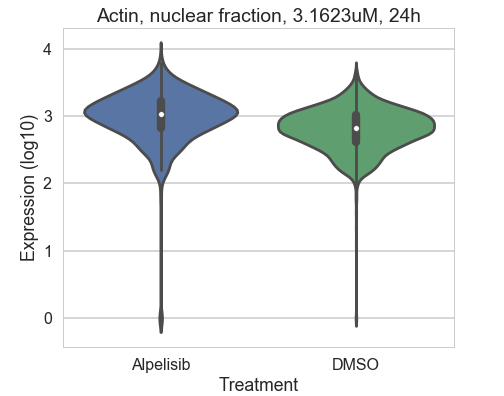 Actin, nuclear fraction, 3.1623uM, 24h
Expression (log10)
4
3
2
1
0
Alpelisib DMSO
Treatment